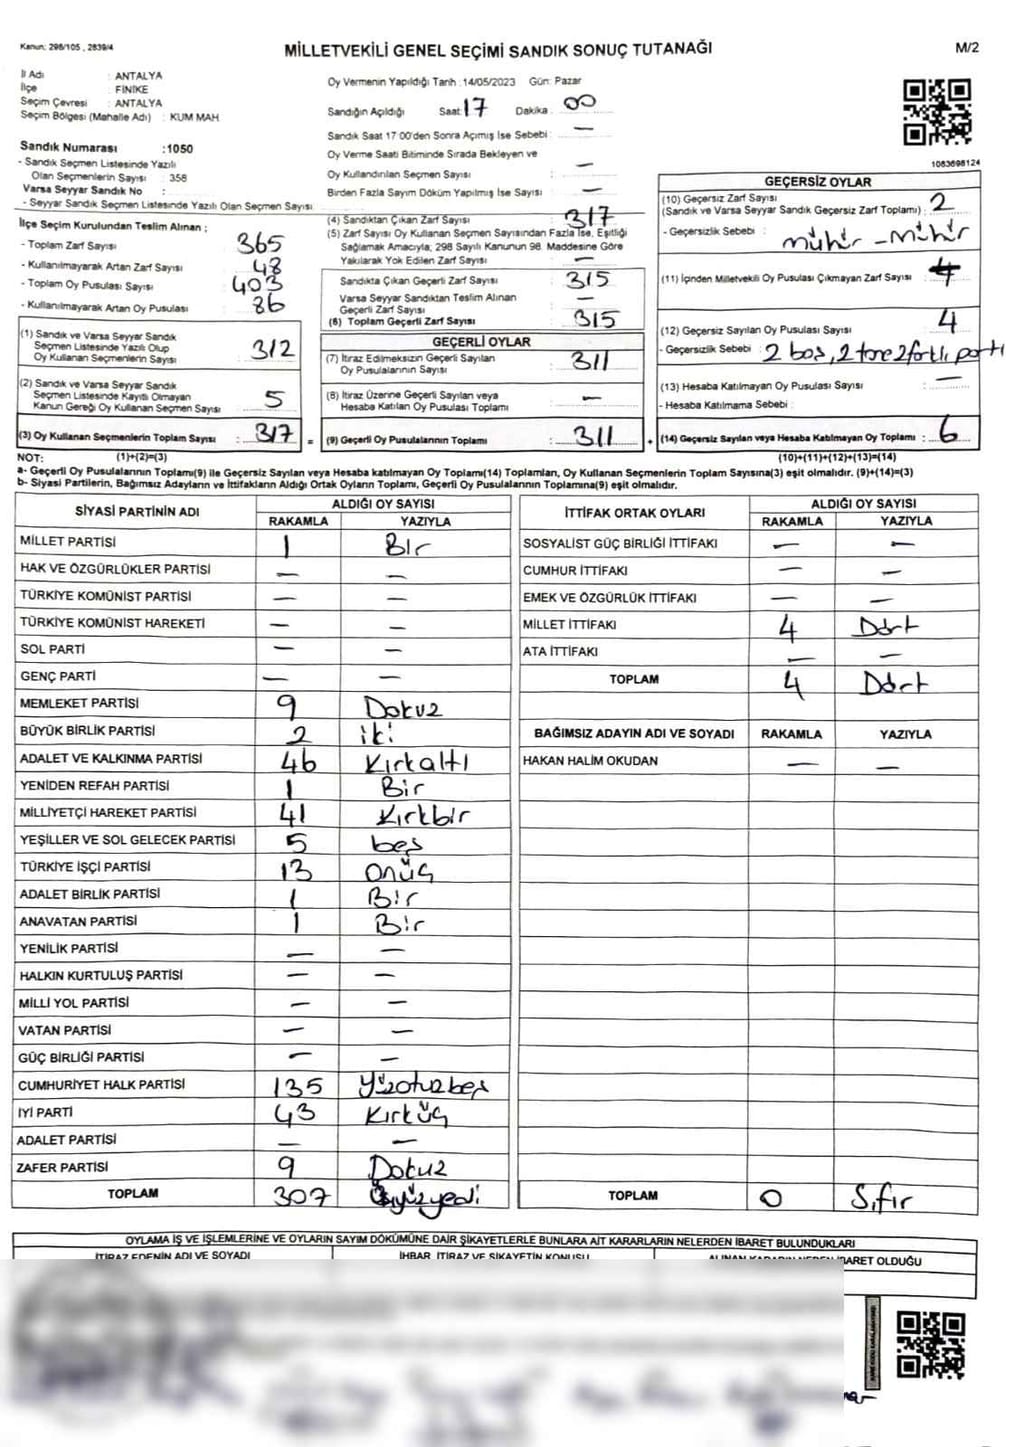 Kanun: 298/105 , 2839/4
MİLLETVEKİLİ GENEL SEÇİMİ SANDIK SONUÇ TUTANAĞI
M/2
İl Adı : ANTALYA
İlçe : FİNİKE
Seçim Çevresi : ANTALYA
Seçim Bölgesi (Mahalle Adı) : KUM MAH
Sandık Numarası :1050
- Sandık Seçmen Listesinde Yazılı
Olan Seçmenlerin Sayısı : 358
Varsa Seyyar Sandık No :
- Seyyar Sandık Seçmen Listesinde Yazılı Olan Seçmen Sayısı :
Oy Vermenin Yapıldığı Tarih :14/05/2023 Gün: Pazar
Sandığın Açıldığı Saat: 17 Dakika : 00
Sandık Saat 17 00'den Sonra Açımış İse Sebebi : —
Oy Verme Saati Bitiminde Sırada Bekleyen ve
Oy Kullandırılan Seçmen Sayısı : —
Birden Fazla Sayım Döküm Yapılmış İse Sayısı : —
1083698124
İlçe Seçim Kurulundan Teslim Alınan ;
- Toplam Zarf Sayısı : 365
- Kullanılmayarak Artan Zarf Sayısı : 48
- Toplam Oy Pusulası Sayısı : 403
- Kullanılmayarak Artan Oy Pusulası : 86
(1) Sandık ve Varsa Seyyar Sandık
Seçmen Listesinde Yazılı Olup
Oy Kullanan Seçmenlerin Sayısı : 312
(2) Sandık ve Varsa Seyyar Sandık
Seçmen Listesinde Kayıtlı Olmayan
Kanun Gereği Oy Kullanan Seçmen Sayısı : 5
(3) Oy Kullanan Seçmenlerin Toplam Sayısı : 317 =
(4) Sandıktan Çıkan Zarf Sayısı : 317
(5) Zarf Sayısı Oy Kullanan Seçmen Sayısından Fazla İse, Eşitliği
Sağlamak Amacıyla; 298 Sayılı Kanunun 98. Maddesine Göre
Yakılarak Yok Edilen Zarf Sayısı : —
Sandıkta Çıkan Geçerli Zarf Sayısı : 315
Varsa Seyyar Sandıktan Teslim Alınan
Geçerli Zarf Sayısı : —
(6) Toplam Geçerli Zarf Sayısı : 315
GEÇERLİ OYLAR
(7) İtiraz Edilmeksizin Geçerli Sayılan
Oy Pusulalarının Sayısı : 311
(8) İtiraz Üzerine Geçerli Sayılan veya
Hesaba Katılan Oy Pusulası Toplamı : —
(9) Geçerli Oy Pusulalarının Toplamı : 311 +
GEÇERSİZ OYLAR
(10) Geçersiz Zarf Sayısı
(Sandık ve Varsa Seyyar Sandık Geçersiz Zarf Toplamı) : 2
- Geçersizlik Sebebi : mühür - mühür
(11) İçinden Milletvekili Oy Pusulası Çıkmayan Zarf Sayısı :
(12) Geçersiz Sayılan Oy Pusulası Sayısı : 4
- Geçersizlik Sebebi : 2 boş, 2 tane 2 farklı parti
(13) Hesaba Katılmayan Oy Pusulası Sayısı : —
- Hesaba Katılmama Sebebi :
(14) Geçersiz Sayılan veya Hesaba Katılmayan Oy Toplamı : 6
NOT: (1)+(2)=(3) (10)+(11)+(12)+(13)=(14)
a- Geçerli Oy Pusulalarının Toplamı(9) ile Geçersiz Sayılan veya Hesaba katılmayan Oy Toplamı(14) Toplamları, Oy Kullanan Seçmenlerin Toplam Sayısına(3) eşit olmalıdır. (9)+(14)=(3)
b- Siyasi Partilerin, Bağımsız Adayların ve İttifakların Aldığı Ortak Oyların Toplamı, Geçerli Oy Pusulalarının Toplamına(9) eşit olmalıdır.
SİYASİ PARTİNİN ADI ALDIĞI OY SAYISI
RAKAMLA YAZIYLA
MİLLET PARTİSİ 1 Bir
HAK VE ÖZGÜRLÜKLER PARTİSİ — —
TÜRKİYE KOMÜNİST PARTİSİ — —
TÜRKİYE KOMÜNİST HAREKETİ — —
SOL PARTİ — —
GENÇ PARTİ — —
MEMLEKET PARTİSİ 9 Dokuz
BÜYÜK BİRLİK PARTİSİ 2 iki
ADALET VE KALKINMA PARTİSİ 46 Kırkaltı
YENİDEN REFAH PARTİSİ 1 Bir
MİLLİYETÇİ HAREKET PARTİSİ 41 Kırkbir
YEŞİLLER VE SOL GELECEK PARTİSİ 5 beş
TÜRKİYE İŞÇİ PARTİSİ 13 onüç
ADALET BİRLİK PARTİSİ 1 Bir
ANAVATAN PARTİSİ 1 Bir
YENİLİK PARTİSİ — —
HALKIN KURTULUŞ PARTİSİ — —
MİLLİ YOL PARTİSİ — —
VATAN PARTİSİ — —
GÜÇ BİRLİĞİ PARTİSİ — —
CUMHURİYET HALK PARTİSİ 135 yüzotuzbeş
İYİ PARTİ 43 Kırküç
ADALET PARTİSİ — —
ZAFER PARTİSİ 9 Dokuz
TOPLAM 307 üçyüzyedi
İTTİFAK ORTAK OYLARI ALDIĞI OY SAYISI
RAKAMLA YAZIYLA
SOSYALİST GÜÇ BİRLİĞİ İTTİFAKI — —
CUMHUR İTTİFAKI — —
EMEK VE ÖZGÜRLÜK İTTİFAKI — —
MİLLET İTTİFAKI 4 Dört
ATA İTTİFAKI — —
TOPLAM 4 Dört
BAĞIMSIZ ADAYIN ADI VE SOYADI RAKAMLA YAZIYLA
HAKAN HALİM OKUDAN — —
TOPLAM 0 Sıfır
OYLAMA İŞ VE İŞLEMLERİNE VE OYLARIN SAYIM DÖKÜMÜNE DAİR ŞİKAYETLERLE BUNLARA AİT KARARLARIN NELERDEN İBARET BULUNDUKLARI
İTİRAZ EDENİN ADI VE SOYADI İHBAR, İTİRAZ VE ŞİKAYETİN KONUSU ALINAN KARARIN NEDEN İBARET OLDUĞU